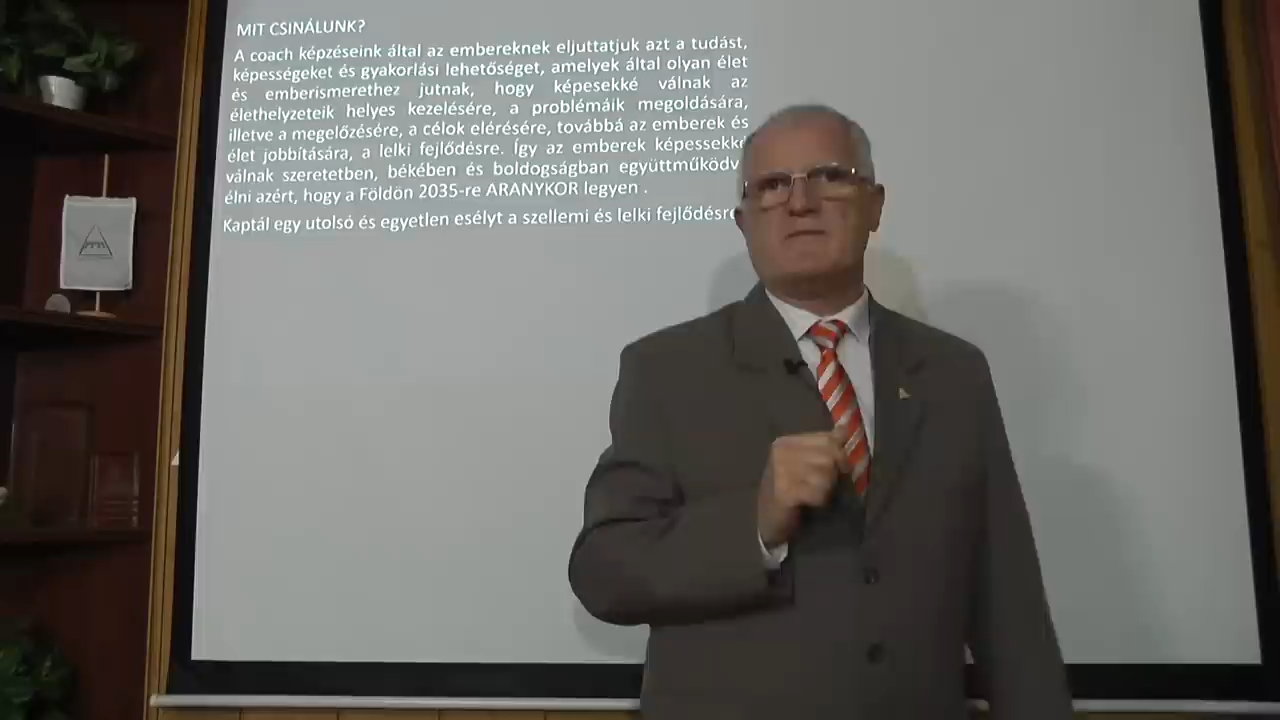 MIT CSINÁLUNK?
A coach képzéseink által az embereknek eljuttatjuk azt a tudást,
képességeket és gyakorlási lehetőséget, amelyek által olyan élet
és emberismerethez jutnak, hogy képesekké válnak az
élethelyzeteik helyes kezelésére, a problémáik megoldására,
illetve a megelőzésére, a célok elérésére, továbbá az emberek és
élet jobbítására, a lelki fejlődésre. Így az emberek képessekké
válnak szeretetben, békében és boldogságban együttműködv
élni azért, hogy a Földön 2035-re ARANYKOR legyen .
Kaptál egy utolsó és egyetlen esélyt a szellemi és lelki fejlődésre